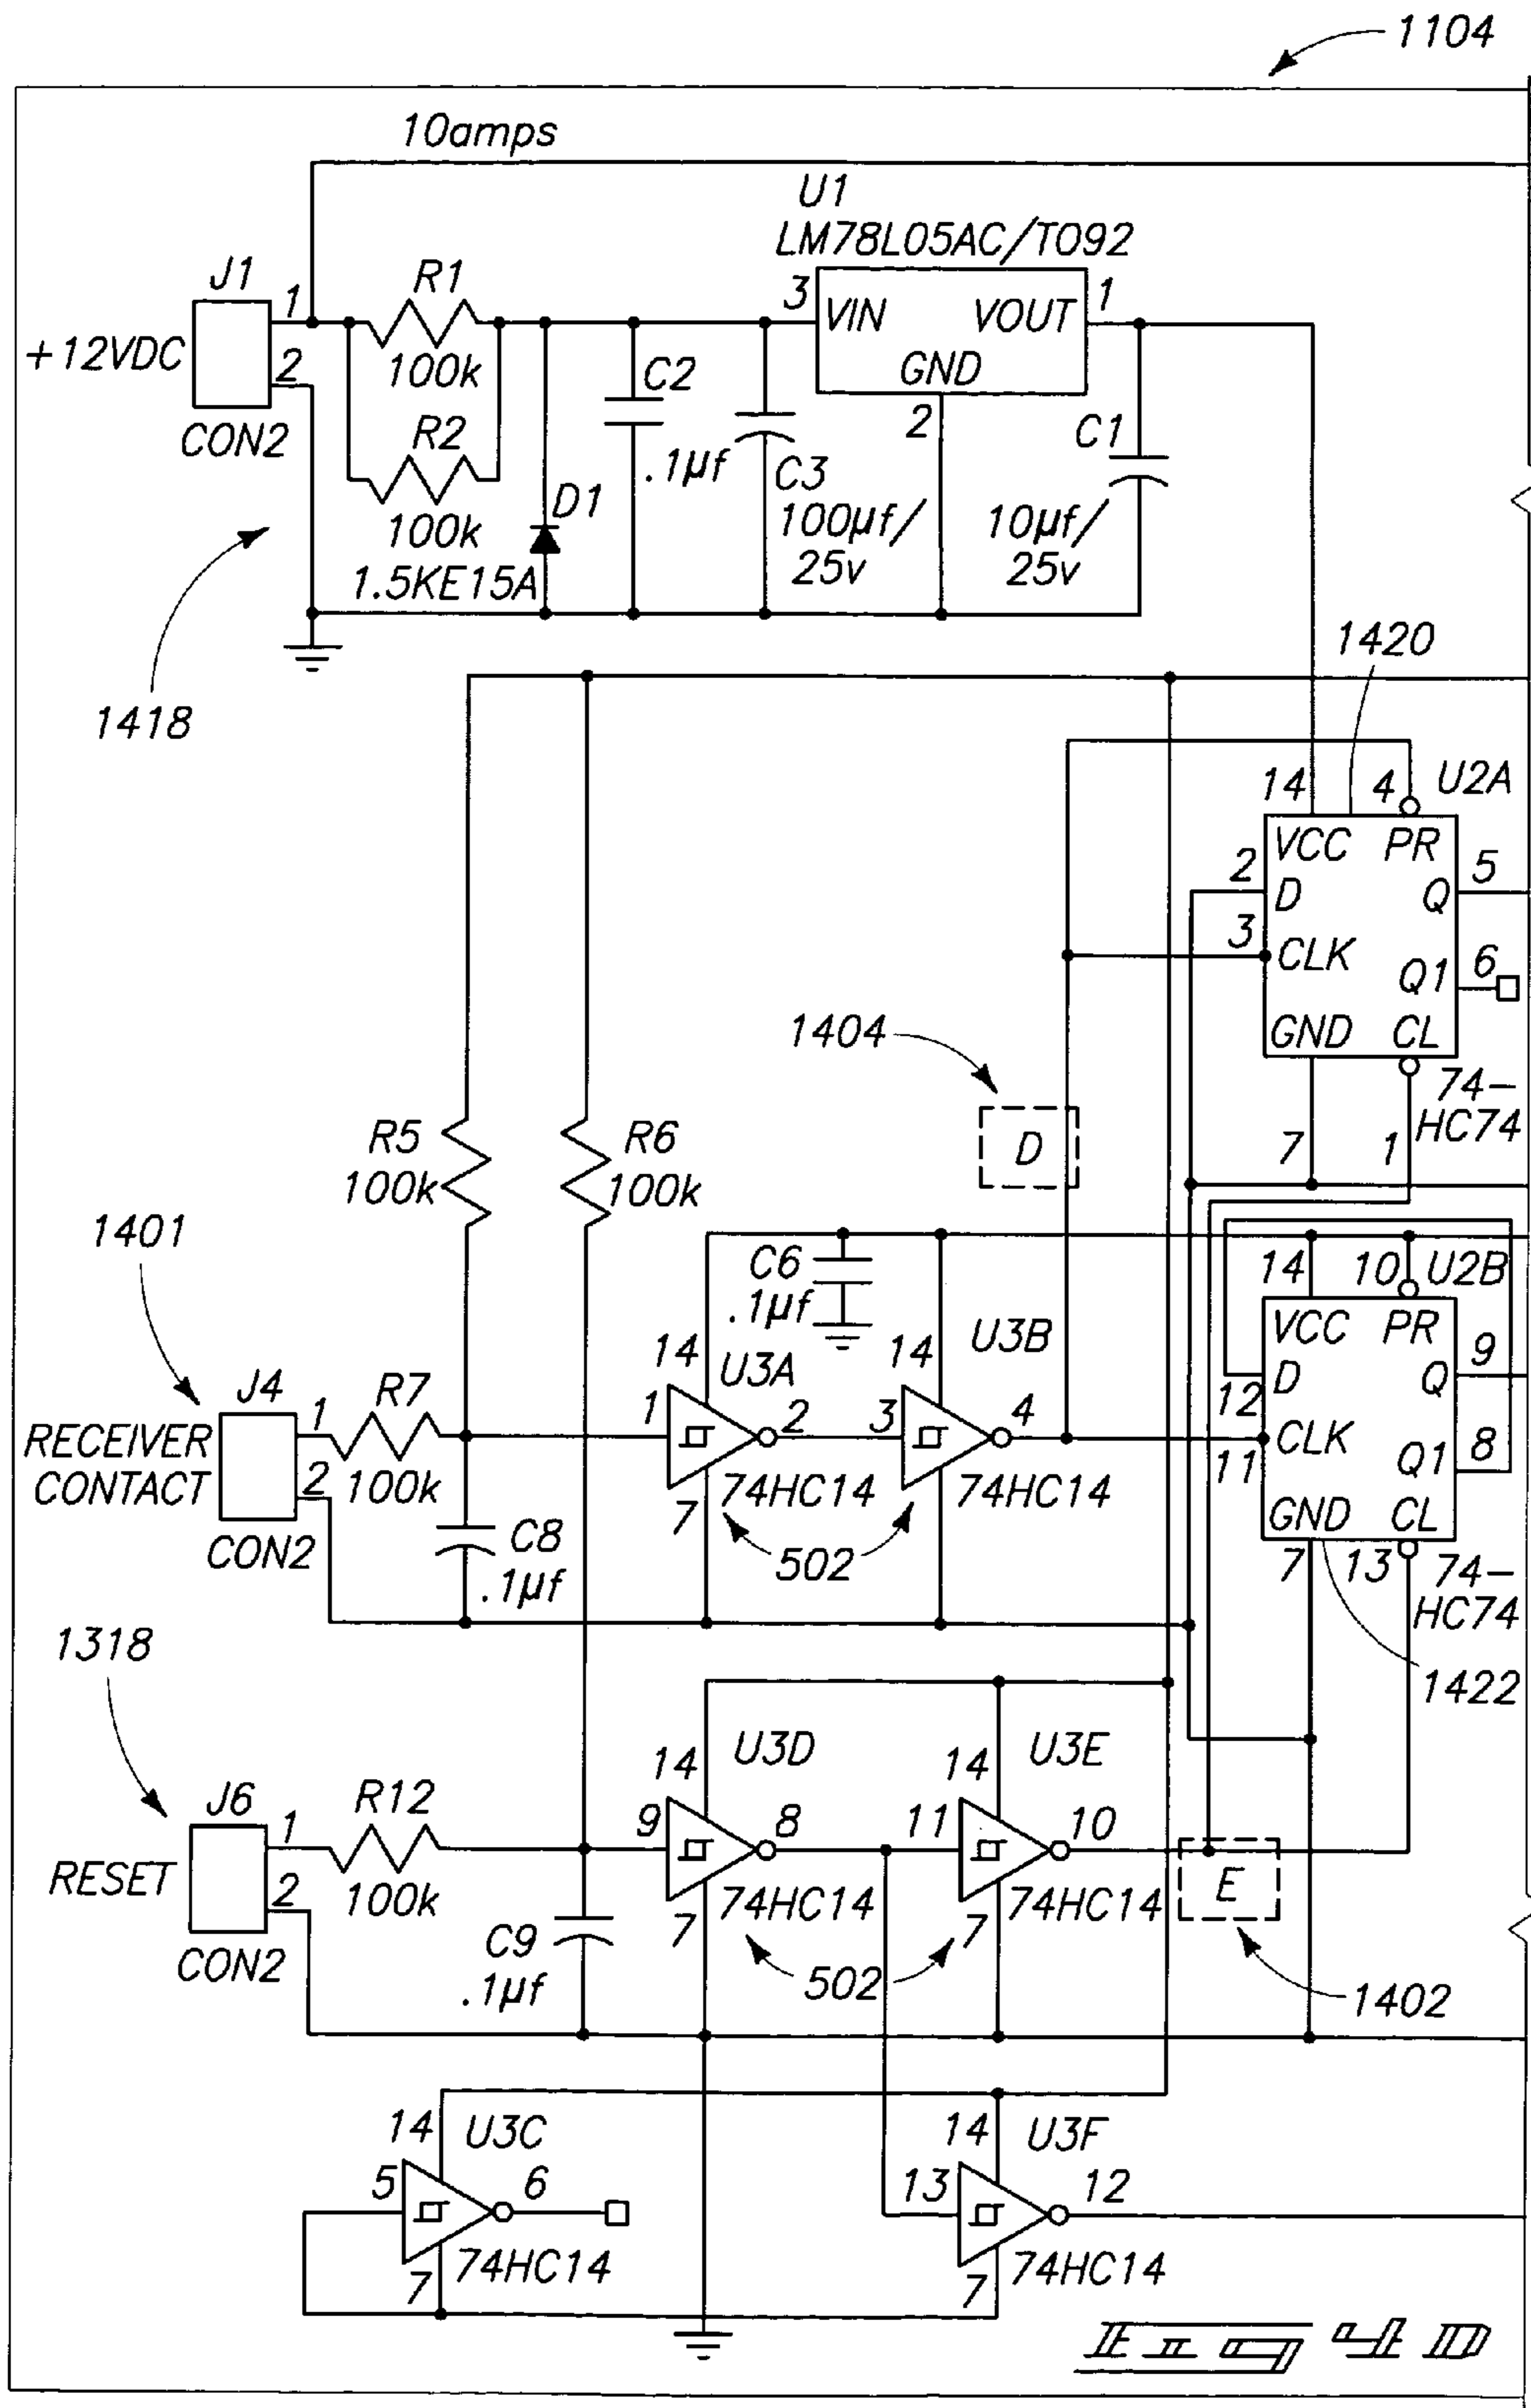 1104
10amps
U1
LM78L05AC/TO92
J1
1
2
+12VDC
CON2
R1
100k
R2
100k
D1
1.5KE15A
C2
.1µf
C3
100µf/
25v
3
VIN
VOUT
1
GND
2
C1
10µf/
25v
1418
1420
14
4
U2A
VCC
PR
2
D
Q
5
3
CLK
Q1
6
GND
CL
74-
HC74
7
1
1404
D
R5
100k
R6
100k
1401
C6
.1µf
14
10
U2B
VCC
PR
D
Q
9
12
CLK
11
Q1
8
GND
CL
7
13
74-
HC74
1422
J4
1
2
RECEIVER
CONTACT
CON2
R7
100k
C8
.1µf
14
U3A
1
2
7
74HC14
14
U3B
3
4
74HC14
502
1318
J6
1
2
RESET
CON2
R12
100k
C9
.1µf
14
U3D
9
8
7
74HC14
14
U3E
11
10
7
74HC14
502
E
1402
14
U3C
5
6
7
74HC14
14
U3F
13
12
7
74HC14
Fig 4D